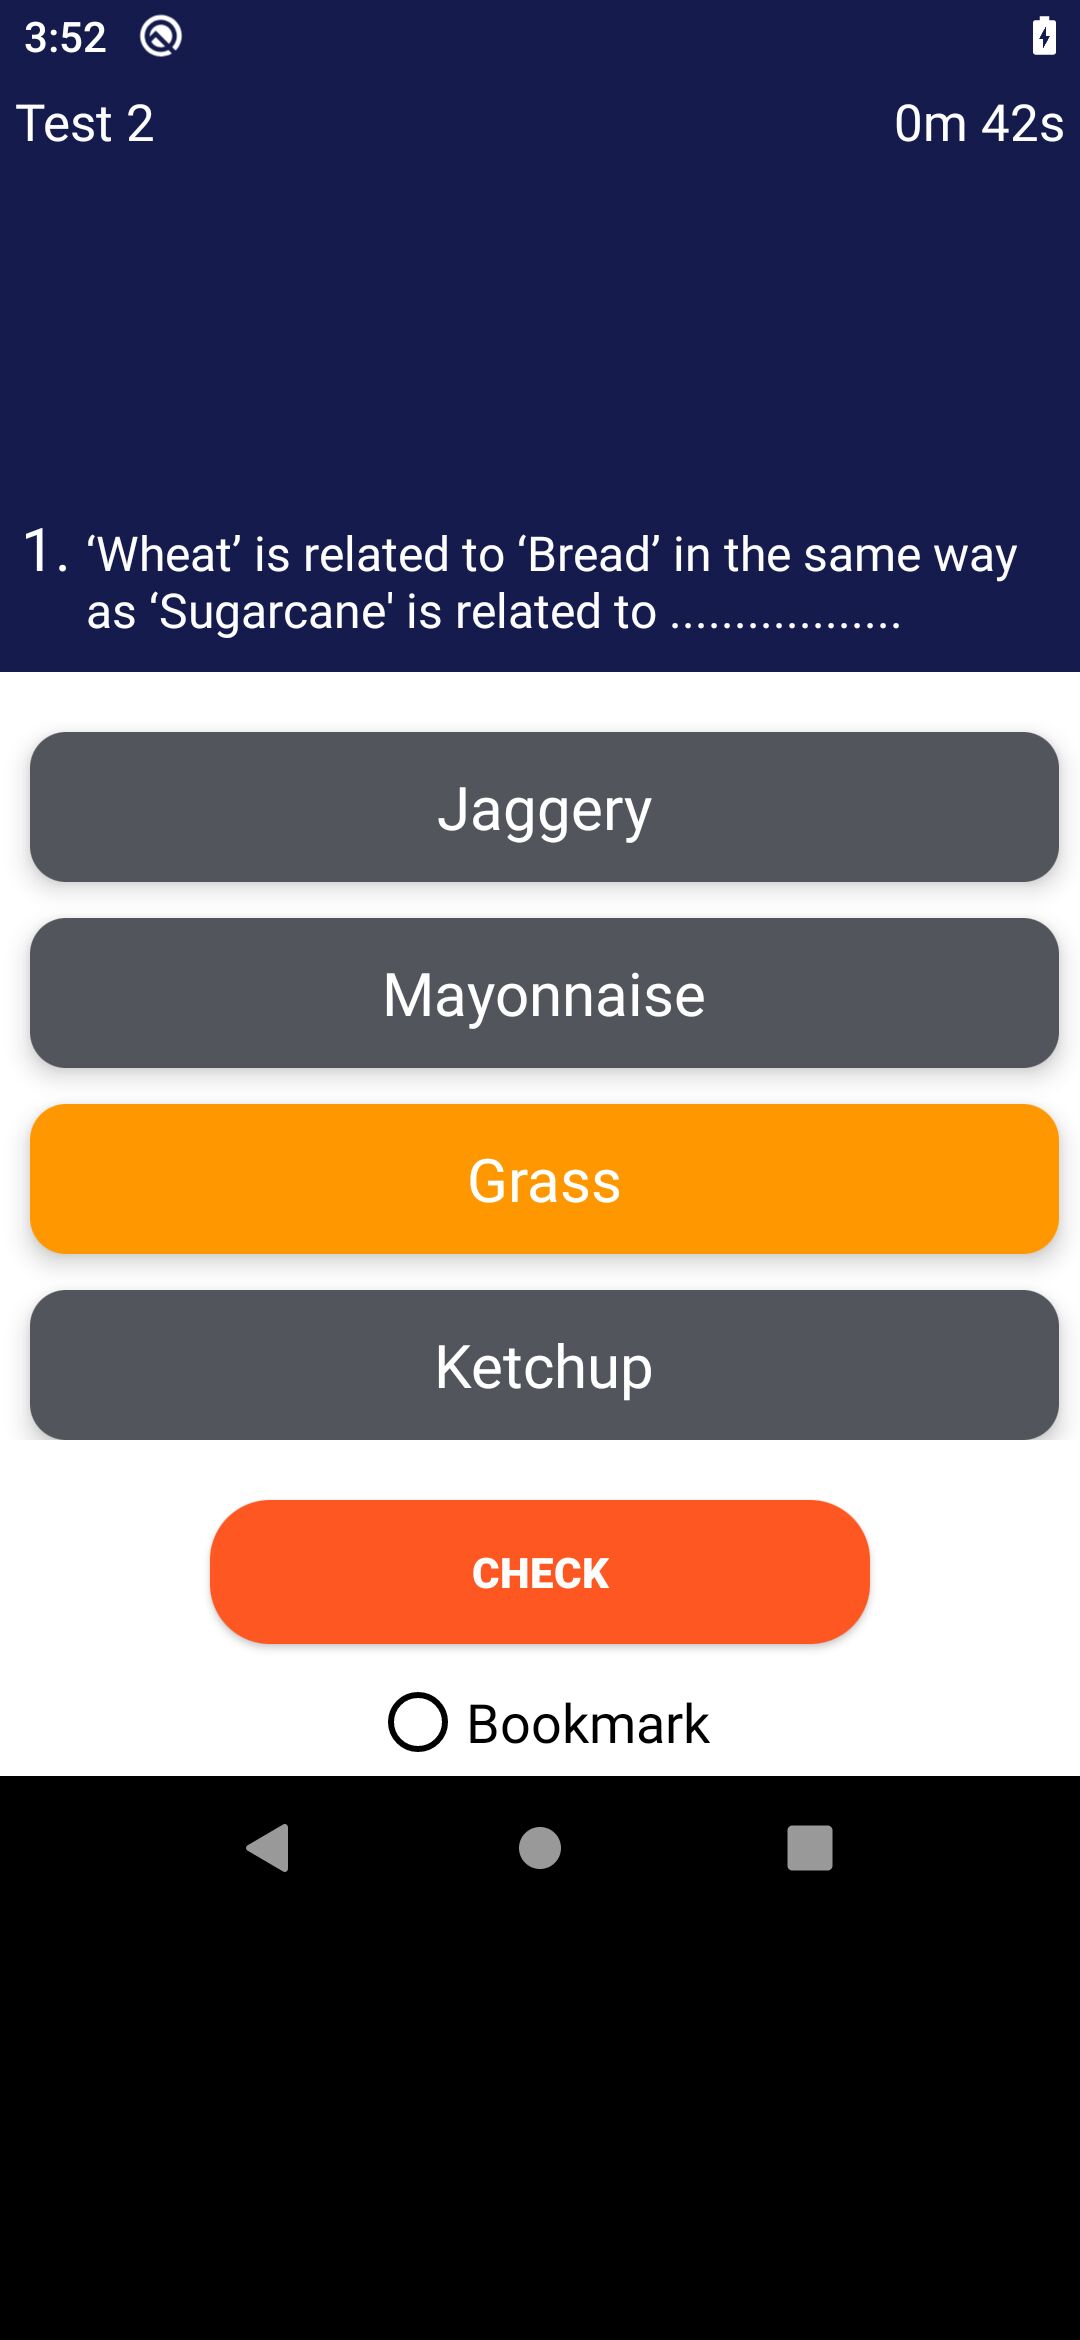 3:52
Test 2
0m 42s
1. ‘Wheat’ is related to ‘Bread’ in the same way
as ‘Sugarcane' is related to ..................
Jaggery
Mayonnaise
Grass
Ketchup
CHECK
Bookmark